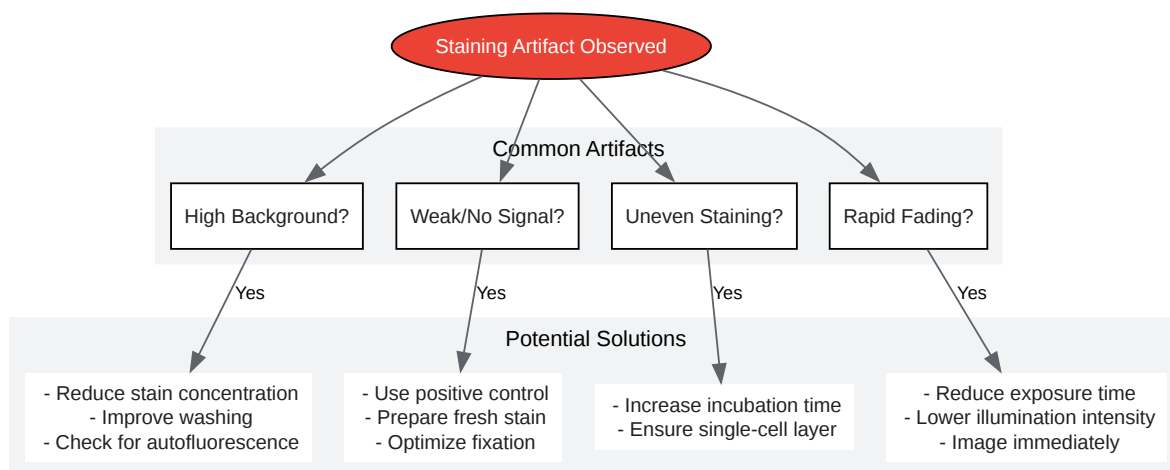 Staining Artifact Observed
Common Artifacts
High Background?
Weak/No Signal?
Uneven Staining?
Rapid Fading?
Yes
Yes
Yes
Yes
Potential Solutions
- Reduce stain concentration
- Improve washing
- Check for autofluorescence
- Use positive control
- Prepare fresh stain
- Optimize fixation
- Increase incubation time
- Ensure single-cell layer
- Reduce exposure time
- Lower illumination intensity
- Image immediately